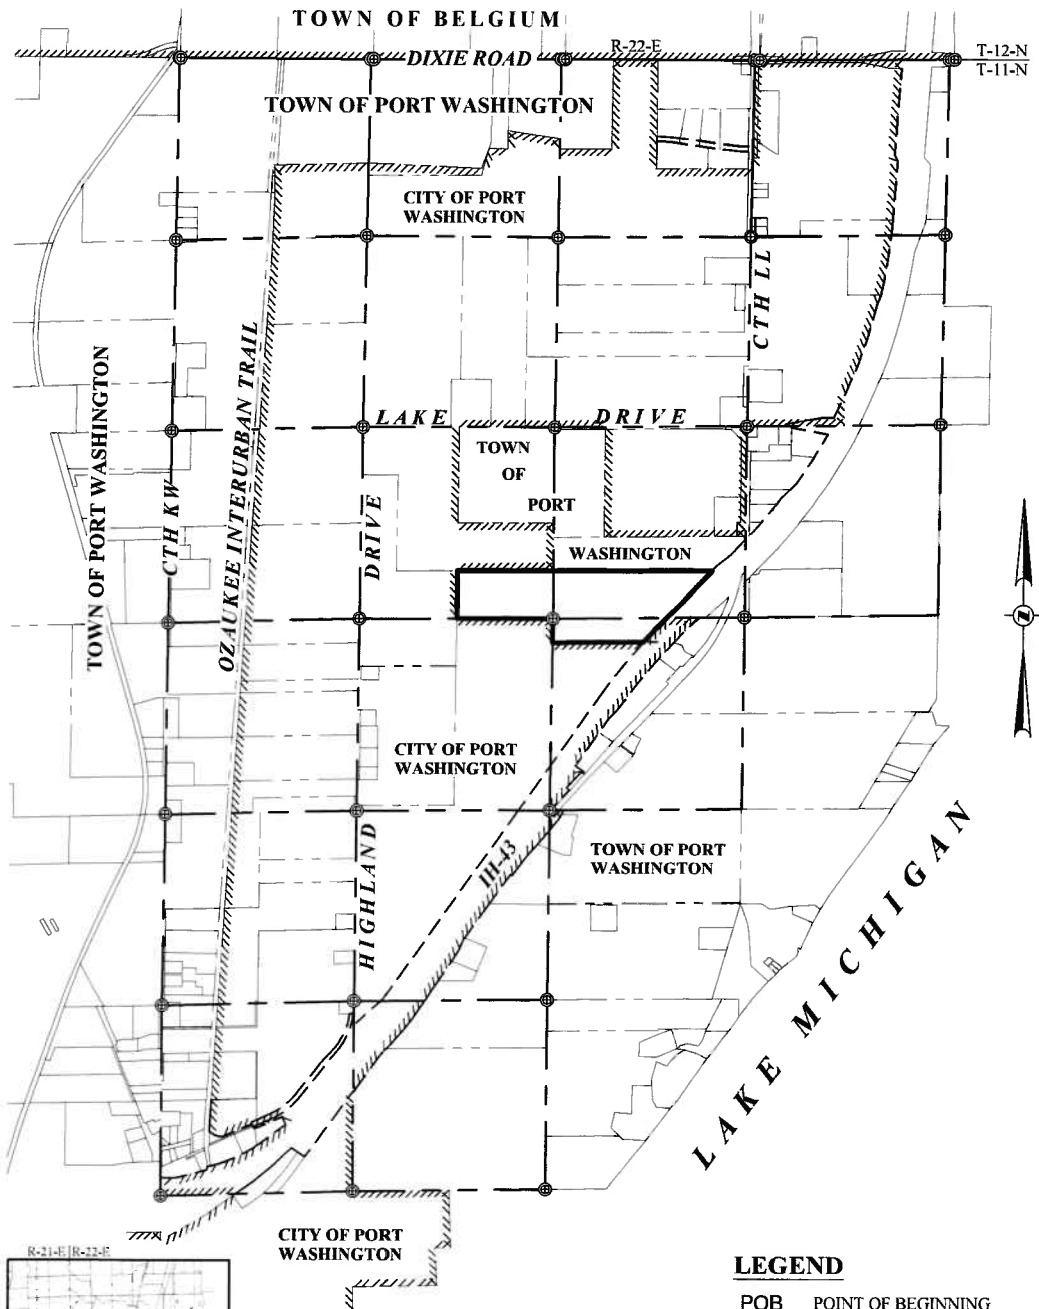 TOWN OF BELGIUM
R-22-E
T-12-N
DIXIE ROAD
T-11-N
TOWN OF PORT WASHINGTON
CITY OF PORT
WASHINGTON
CTH LL
OZAUKEE INTERURBAN TRAIL
TOWN OF PORT WASHINGTON
LAKE DRIVE
TOWN
OF
PORT
WASHINGTON
CTH KW
DRIVE
N
CITY OF PORT
WASHINGTON
IH-43
TOWN OF PORT
WASHINGTON
HIGHLAND
LAKE MICHIGAN
CITY OF PORT
WASHINGTON
R-21-E R-22-E
LEGEND
POB POINT OF BEGINNING